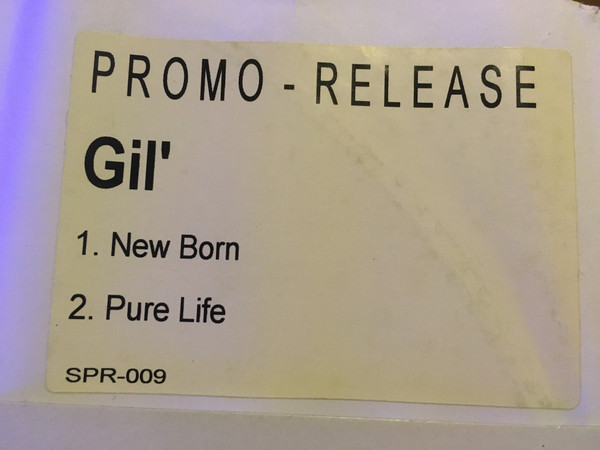 PROMO - RELEASE
Gil'
1. New Born
2. Pure Life
SPR-009